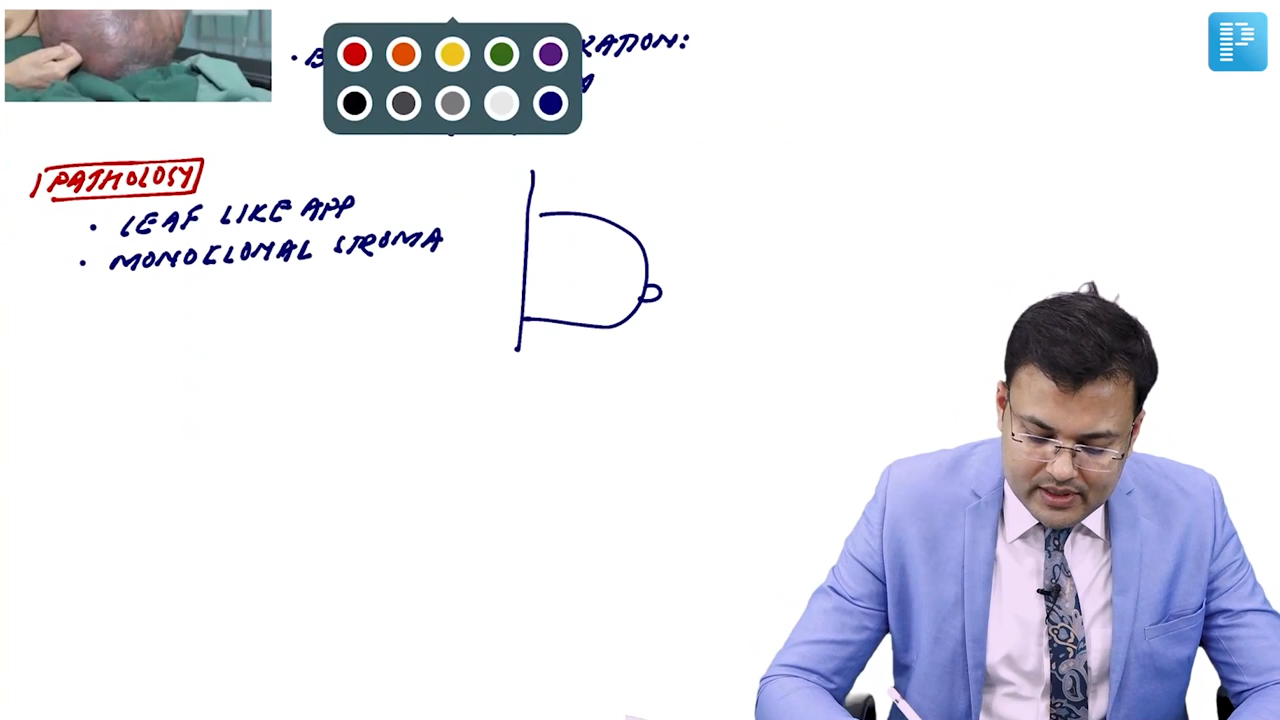 PATHOLOGY
• LEAF LIKE APP
• MONOCLONAL STROMA